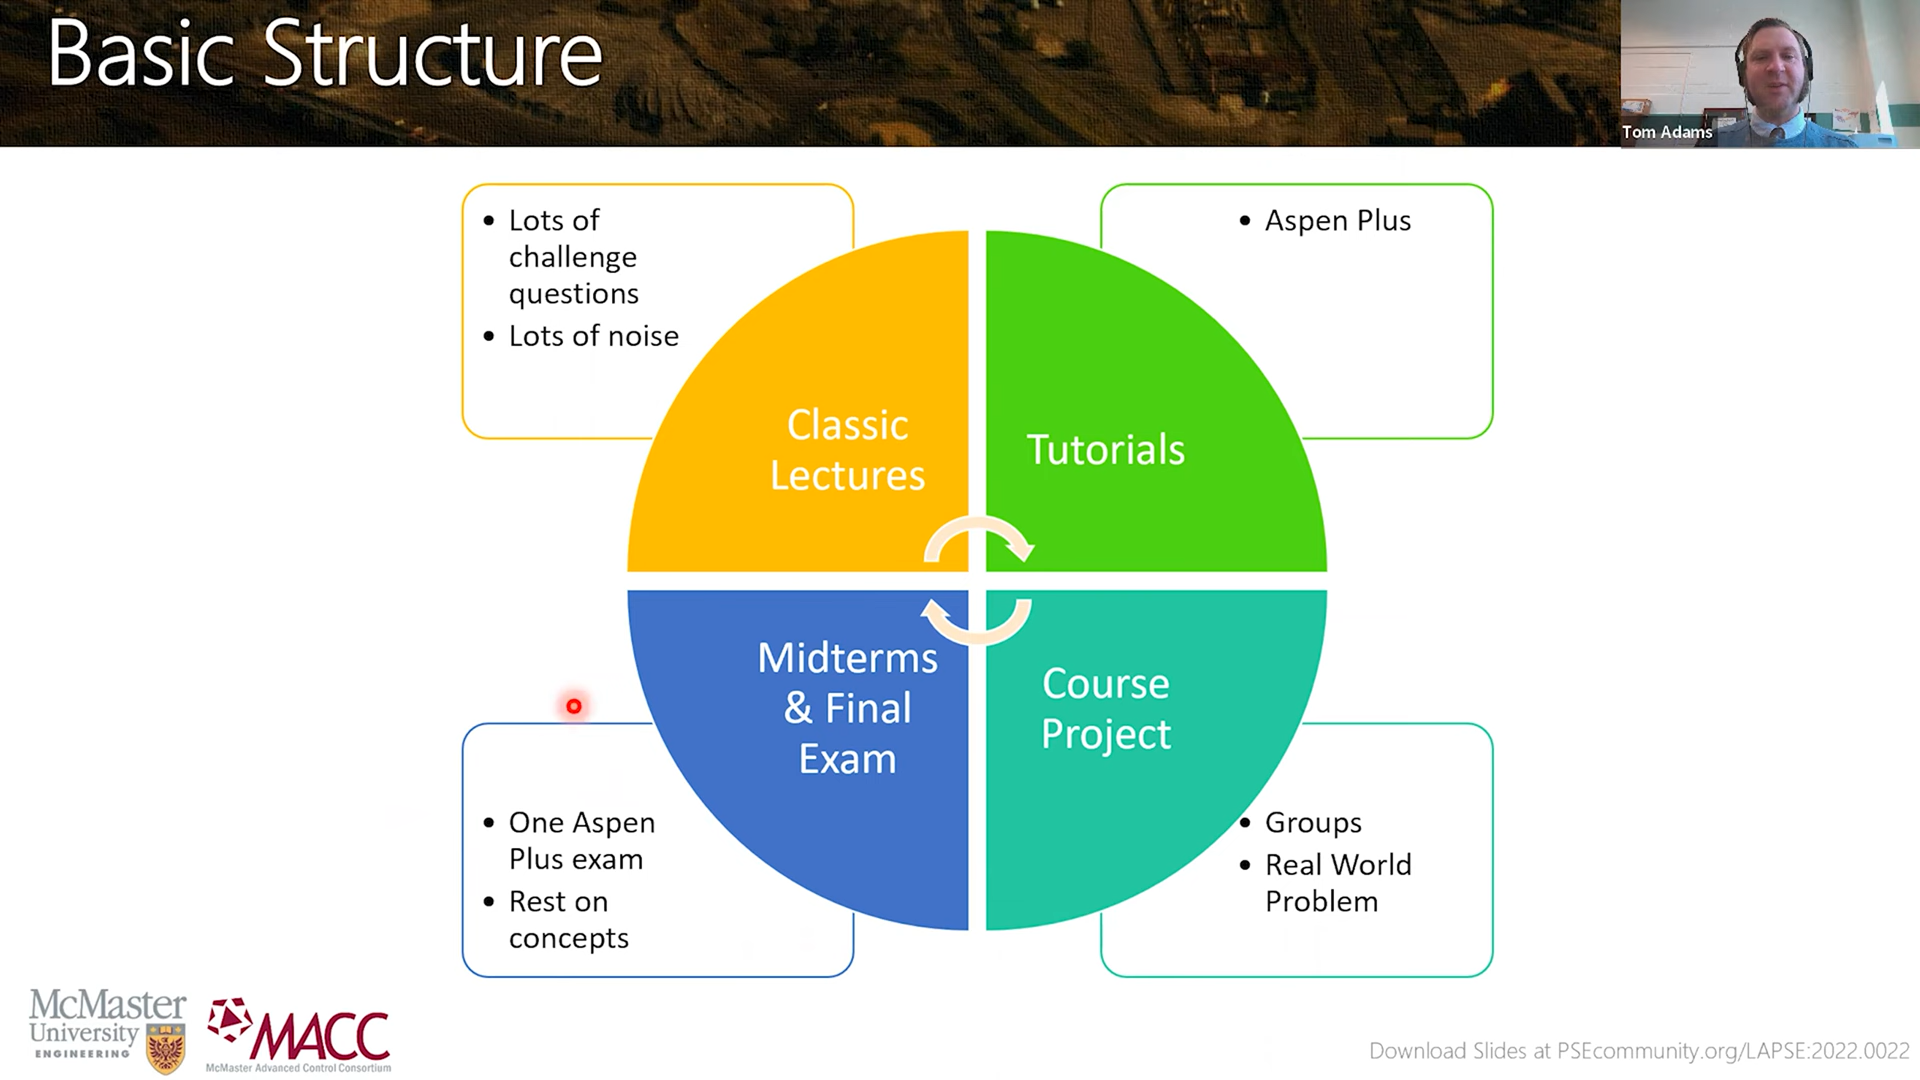 Basic Structure
Tom Adams
• Lots of
challenge
questions
• Lots of noise
• Aspen Plus
Classic
Lectures
Tutorials
Midterms
& Final
Exam
Course
Project
• One Aspen
Plus exam
• Rest on
concepts
• Groups
• Real World
Problem
McMaster
University
ENGINEERING
MACC
McMaster Advanced Control Consortium
Download Slides at PSEcommunity.org/LAPSE:2022.0022